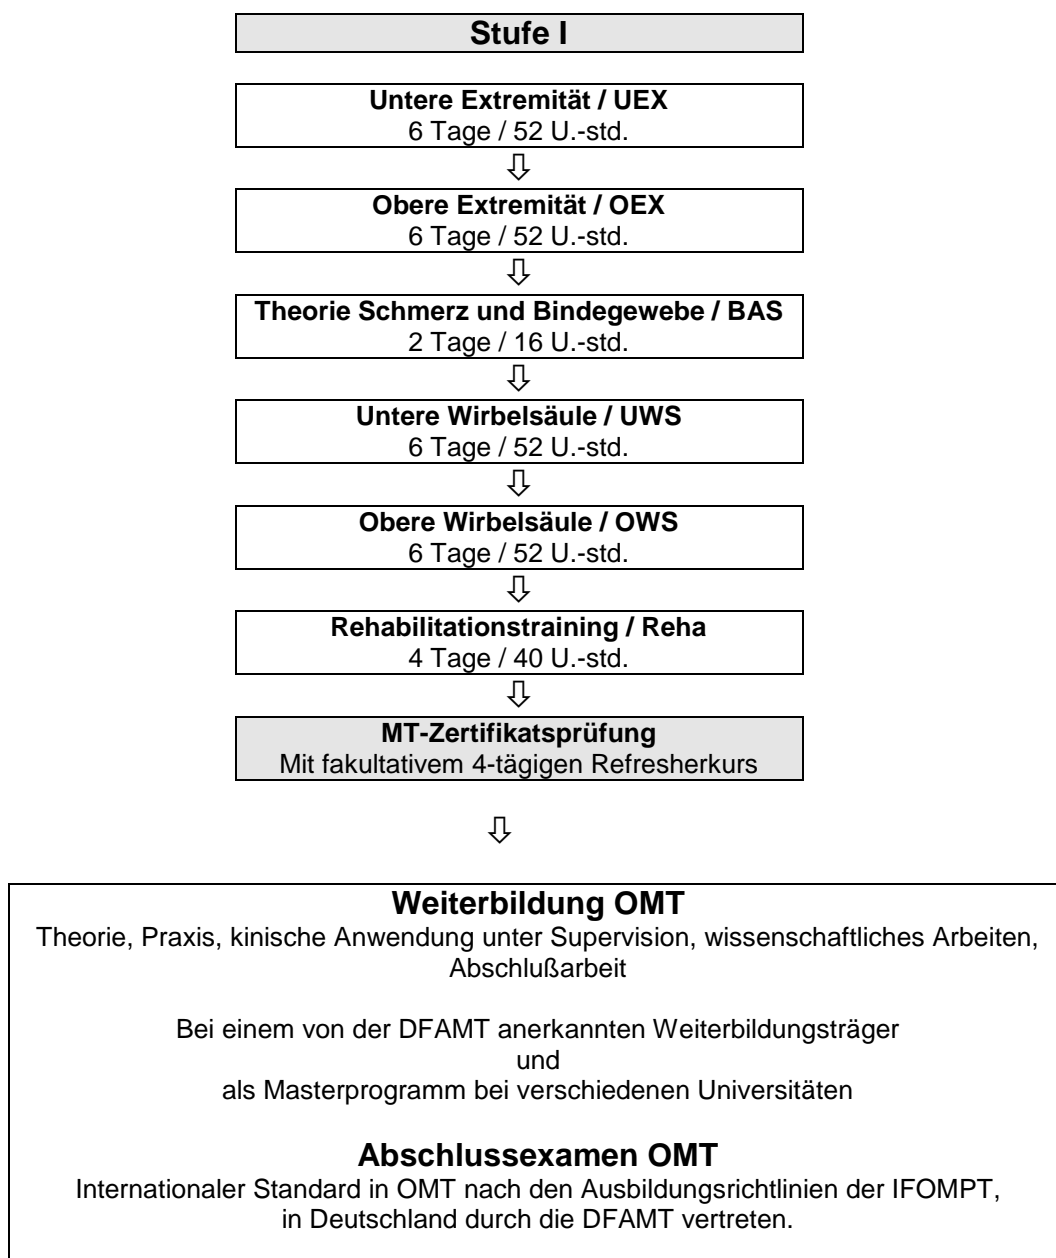 Stufe I
Untere Extremität / UEX
6 Tage / 52 U.-std.
Obere Extremität / OEX
6 Tage / 52 U.-std.
Theorie Schmerz und Bindegewebe / BAS
2 Tage / 16 U.-std.
Untere Wirbelsäule / UWS
6 Tage / 52 U.-std.
Obere Wirbelsäule / OWS
6 Tage / 52 U.-std.
Rehabilitationstraining / Reha
4 Tage / 40 U.-std.
MT-Zertifikatsprüfung
Mit fakultativem 4-tägigen Refresherkurs
Weiterbildung OMT
Theorie, Praxis, kinische Anwendung unter Supervision, wissenschaftliches Arbeiten,
Abschlußarbeit
Bei einem von der DFAMT anerkannten Weiterbildungsträger
und
als Masterprogramm bei verschiedenen Universitäten
Abschlussexamen OMT
Internationaler Standard in OMT nach den Ausbildungsrichtlinien der IFOMPT,
in Deutschland durch die DFAMT vertreten.